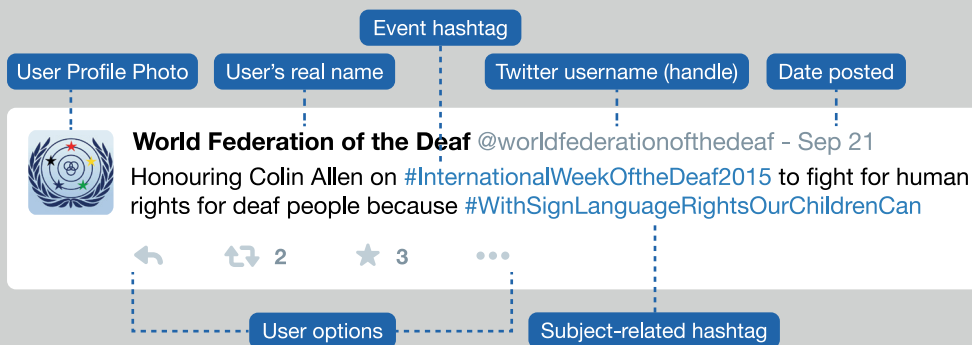 Event hashtag
User Profile Photo
User's real name
Twitter username (handle)
Date posted
World Federation of the Deaf @worldfederationofthedeaf - Sep 21
Honouring Colin Allen on #InternationalWeekOftheDeaf2015 to fight for human
rights for deaf people because #WithSignLanguageRightsOurChildrenCan
2 3
User options
Subject-related hashtag